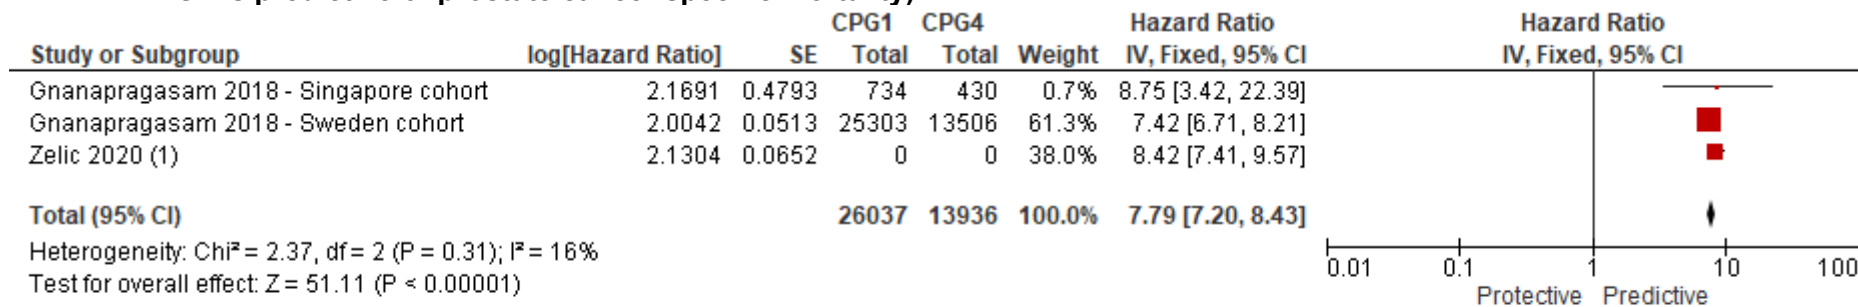 CPG1 CPG4 Hazard Ratio Hazard Ratio
Study or Subgroup log[Hazard Ratio] SE Total Total Weight IV, Fixed, 95% CI IV, Fixed, 95% CI
Gnanapragasam 2018 - Singapore cohort 2.1691 0.4793 734 430 0.7% 8.75 [3.42, 22.39]
Gnanapragasam 2018 - Sweden cohort 2.0042 0.0513 25303 13506 61.3% 7.42 [6.71, 8.21]
Zelic 2020 (1) 2.1304 0.0652 0 0 38.0% 8.42 [7.41, 9.57]
Total (95% CI) 26037 13936 100.0% 7.79 [7.20, 8.43]
Heterogeneity: Chi² = 2.37, df = 2 (P = 0.31); I² = 16%
Test for overall effect: Z = 51.11 (P < 0.00001)
0.01 0.1 1 10 100
Protective Predictive